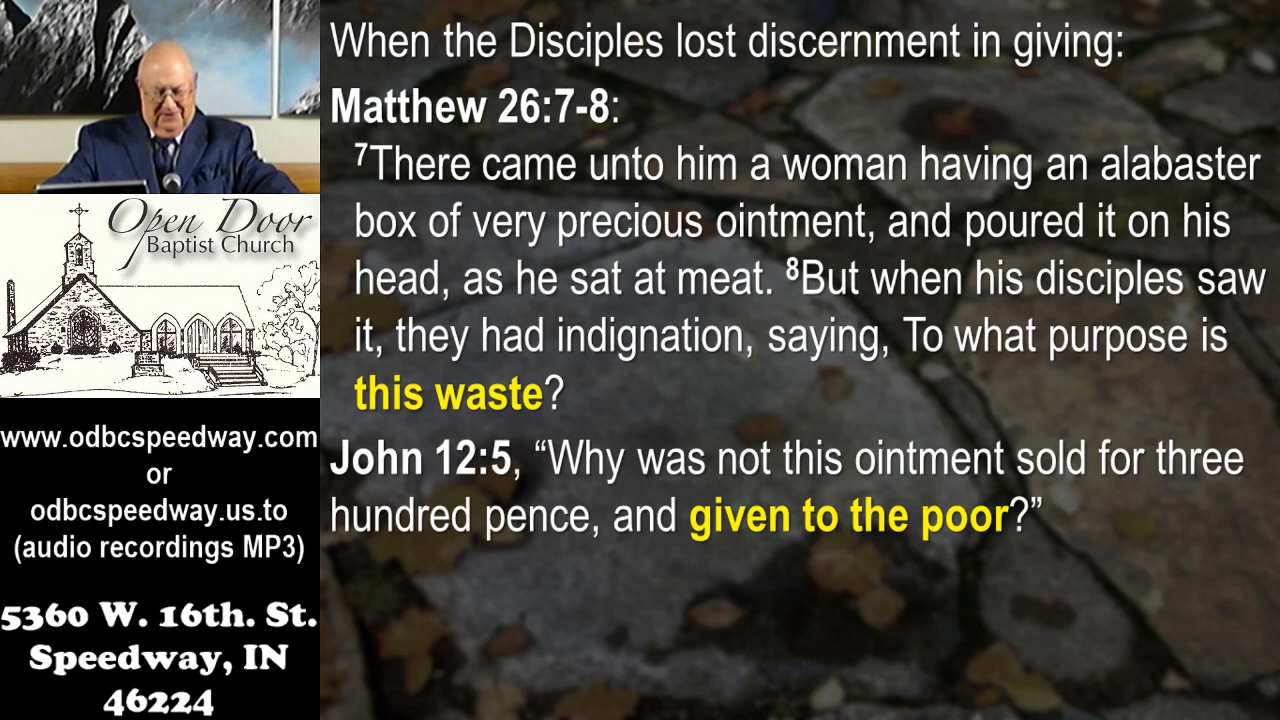 When the Disciples lost discernment in giving:
Matthew 26:7-8:
⁷There came unto him a woman having an alabaster
box of very precious ointment, and poured it on his
head, as he sat at meat. ⁸But when his disciples saw
it, they had indignation, saying, To what purpose is
this waste?
John 12:5, “Why was not this ointment sold for three
hundred pence, and given to the poor?”
Open Door
Baptist Church
www.odbcspeedway.com
or
odbcspeedway.us.to
(audio recordings MP3)
5360 W. 16th. St.
Speedway, IN
46224